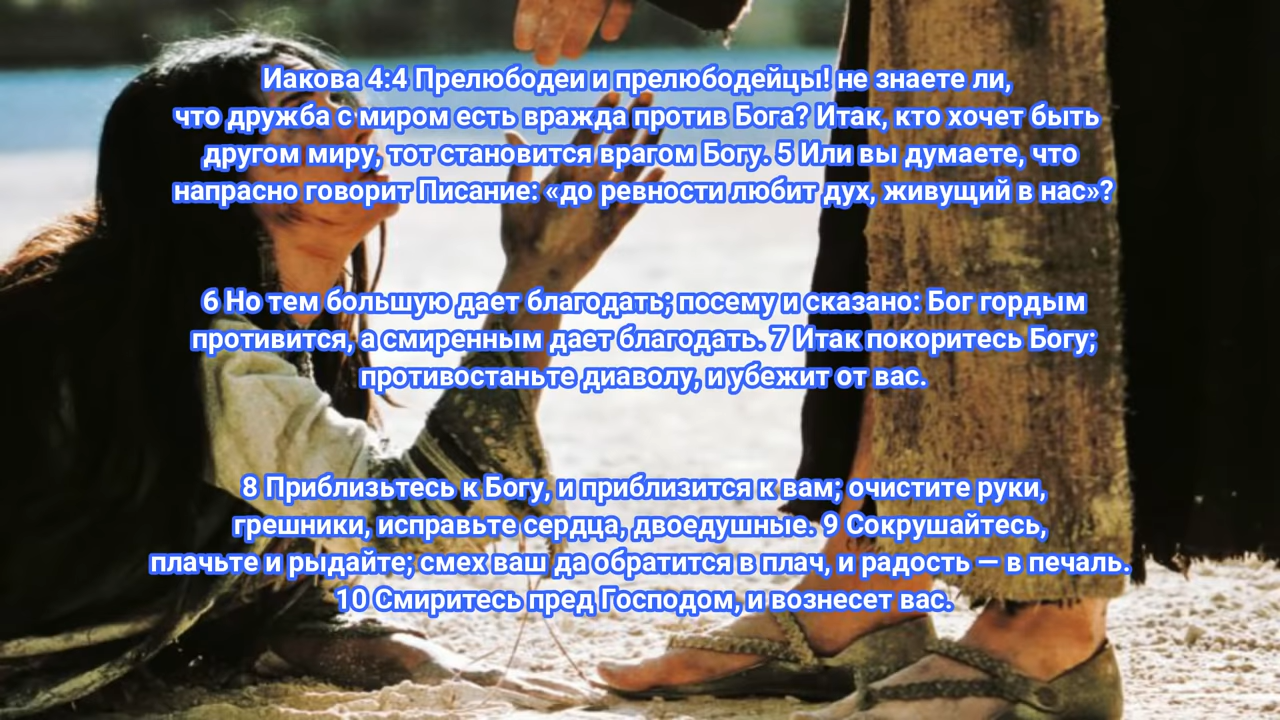 Иакова 4:4 Прелюбодеи и прелюбодейцы! не знаете ли,
что дружба с миром есть вражда против Бога? Итак, кто хочет быть
другом миру, тот становится врагом Богу. 5 Или вы думаете, что
напрасно говорит Писание: «до ревности любит дух, живущий в нас»?
6 Но тем большую дает благодать; посему и сказано: Бог гордым
противится, а смиренным дает благодать. 7 Итак покоритесь Богу;
противостаньте диаволу, и убежит от вас.
8 Приблизьтесь к Богу, и приблизится к вам; очистите руки,
грешники, исправьте сердца, двоедушные. 9 Сокрушайтесь,
плачьте и рыдайте; смех ваш да обратится в плач, и радость — в печаль.
10 Смиритесь пред Господом, и вознесет вас.